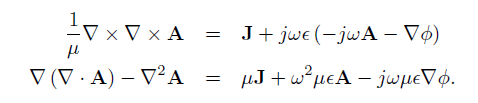 1/μ ∇ × ∇ × A = J + jωϵ (−jωA − ∇ϕ)
∇ (∇ · A) − ∇²A = μJ + ω²μϵA − jωμϵ∇ϕ.